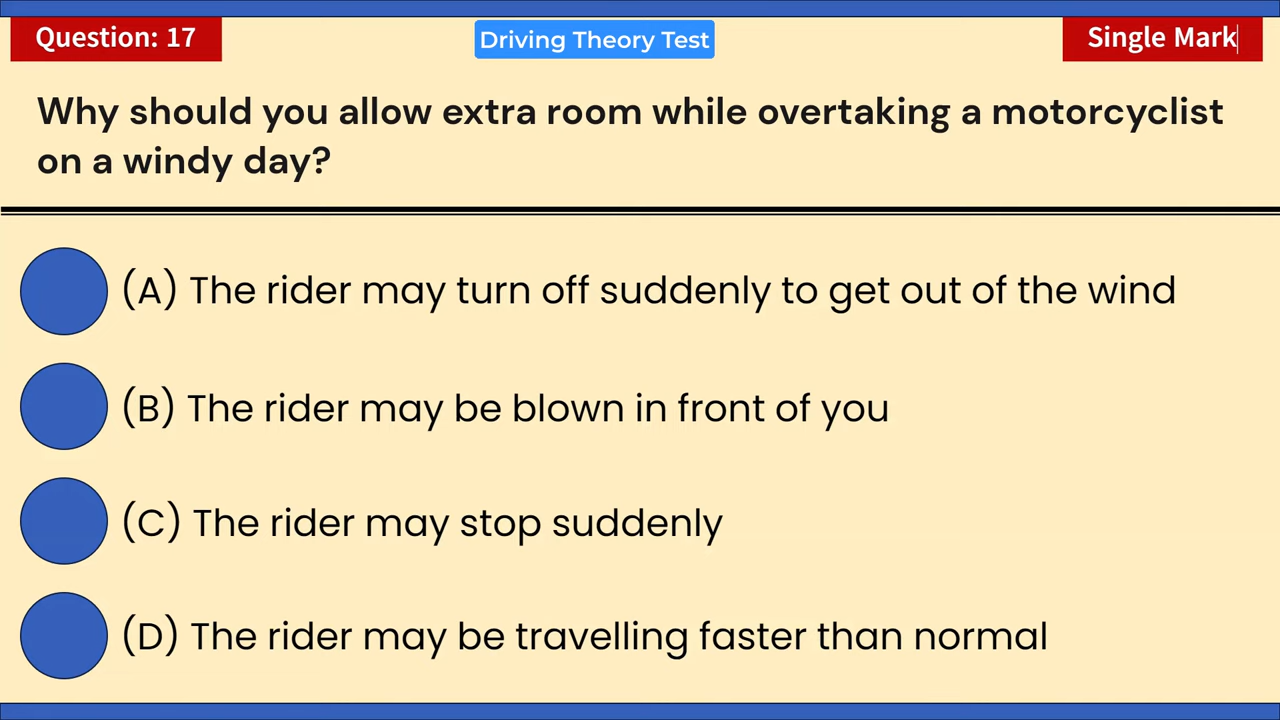 Question: 17
Driving Theory Test
Single Mark
Why should you allow extra room while overtaking a motorcyclist
on a windy day?
(A) The rider may turn off suddenly to get out of the wind
(B) The rider may be blown in front of you
(C) The rider may stop suddenly
(D) The rider may be travelling faster than normal